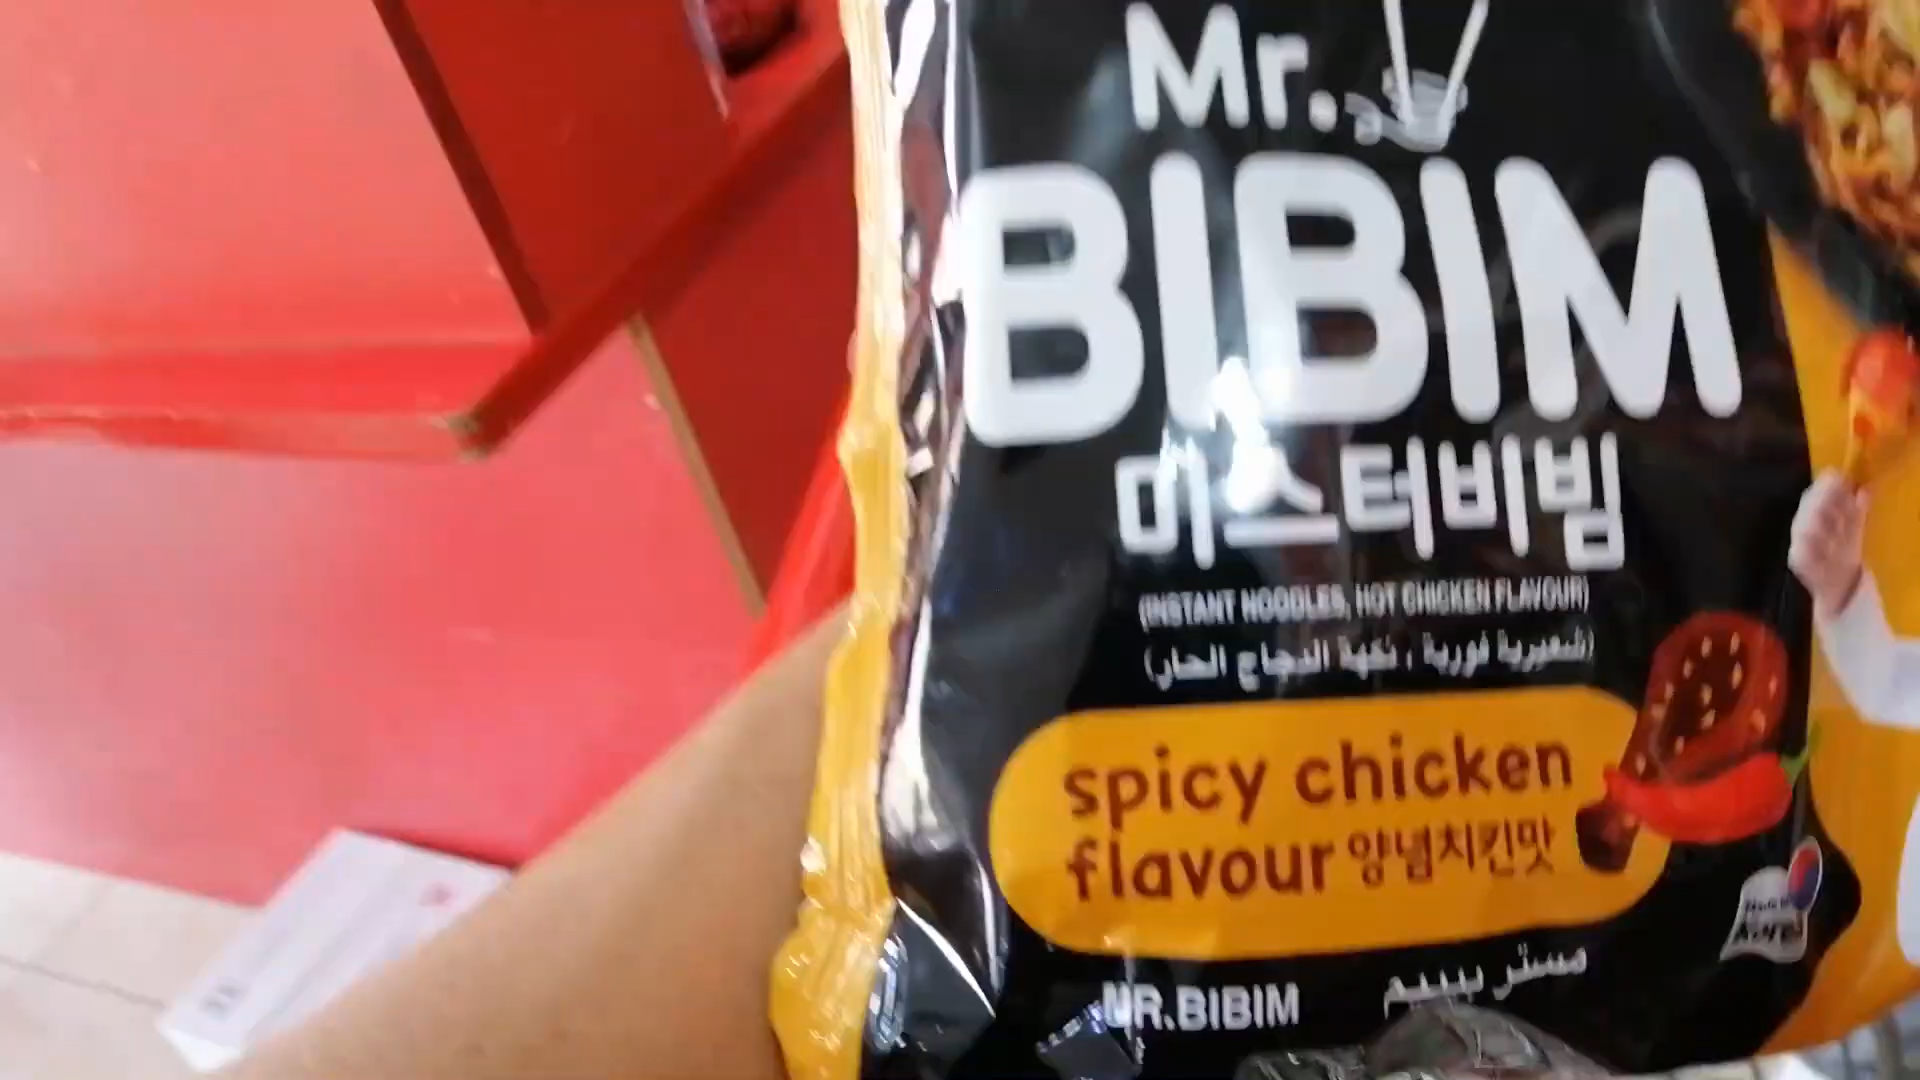 Mr.
BIBIM
미스터비빔
(INSTANT NOODLES, HOT CHICKEN FLAVOUR)
(شعيرية فورية ، نكهة الدجاج الحار)
spicy chicken
flavour 양념치킨맛
MR.BIBIM
مستر بيبيم